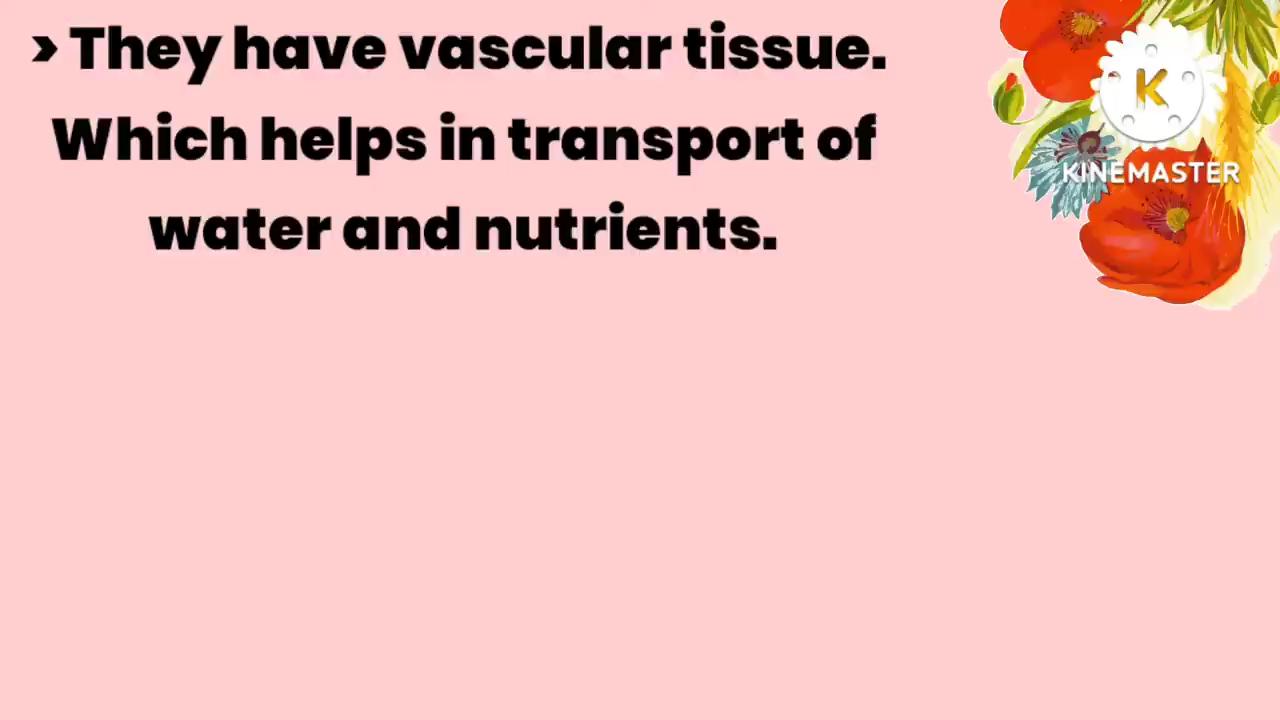 › They have vascular tissue.
Which helps in transport of
water and nutrients.
K
KINEMASTER